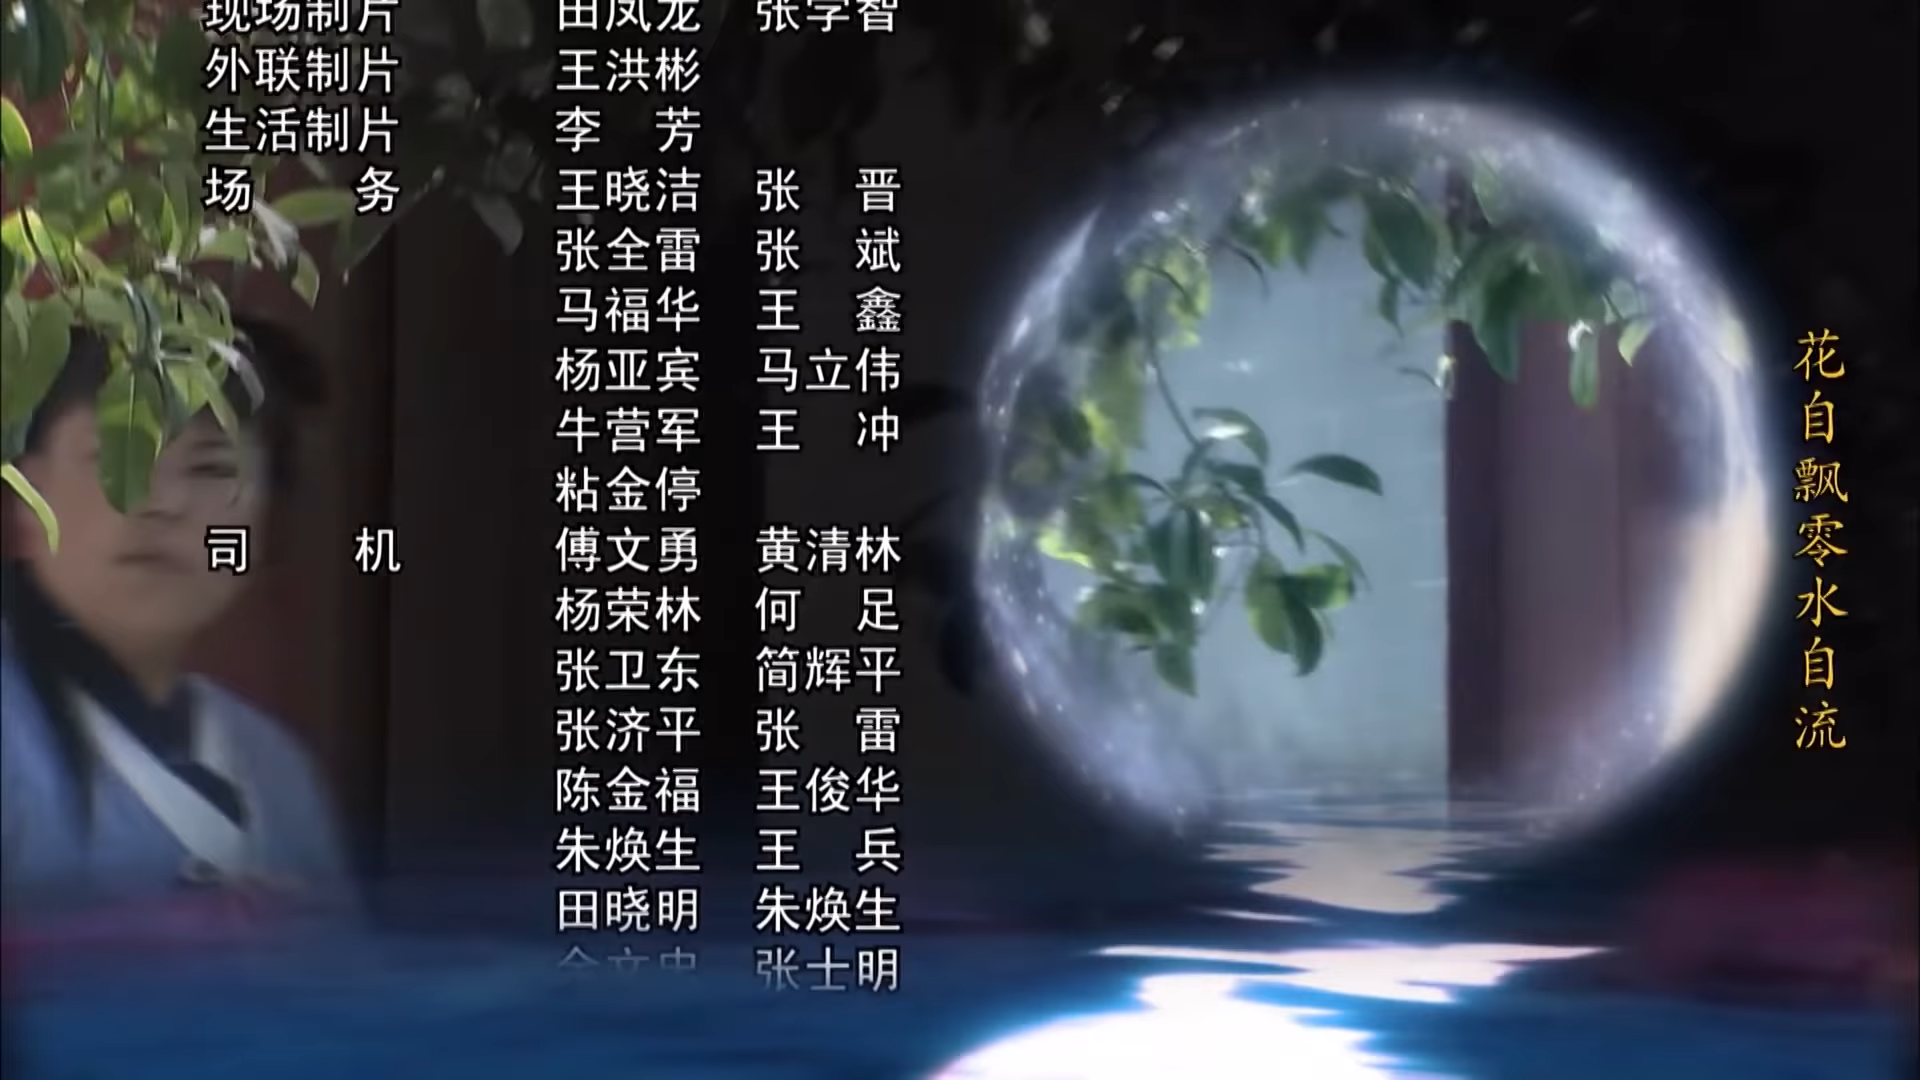 现场制片 田凤龙 张学智
外联制片 王洪彬
生活制片 李芳
场务 王晓洁 张晋
张全雷 张斌
马福华 王鑫
杨亚宾 马立伟
牛营军 王冲
粘金停
司机 傅文勇 黄清林
杨荣林 何足
张卫东 简辉平
张济平 张雷
陈金福 王俊华
朱焕生 王兵
田晓明 朱焕生
张士明
花自飘零水自流